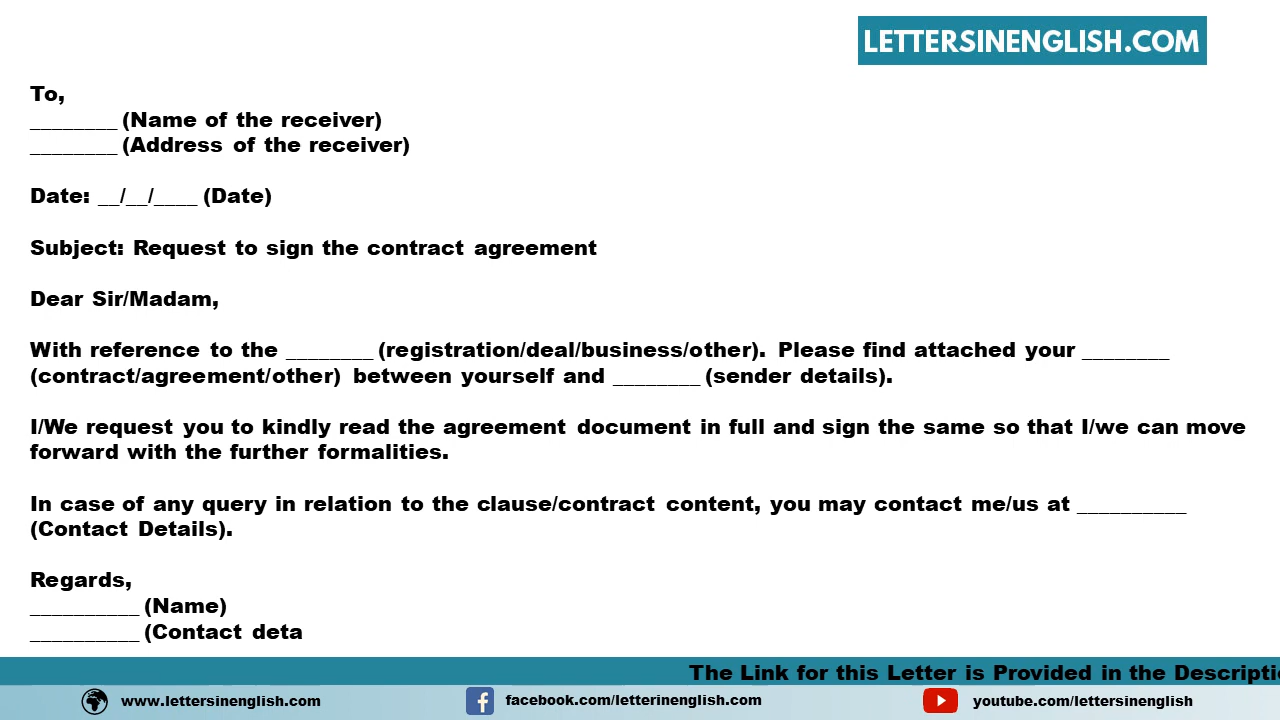 LETTERSINENGLISH.COM
To,
________ (Name of the receiver)
________ (Address of the receiver)
Date: __/__/____ (Date)
Subject: Request to sign the contract agreement
Dear Sir/Madam,
With reference to the ________ (registration/deal/business/other). Please find attached your ________
(contract/agreement/other) between yourself and ________ (sender details).
I/We request you to kindly read the agreement document in full and sign the same so that I/we can move
forward with the further formalities.
In case of any query in relation to the clause/contract content, you may contact me/us at __________
(Contact Details).
Regards,
__________ (Name)
__________ (Contact deta
The Link for this Letter is Provided in the Descriptio
www.lettersinenglish.com
facebook.com/letterinenglish.com
youtube.com/lettersinenglish